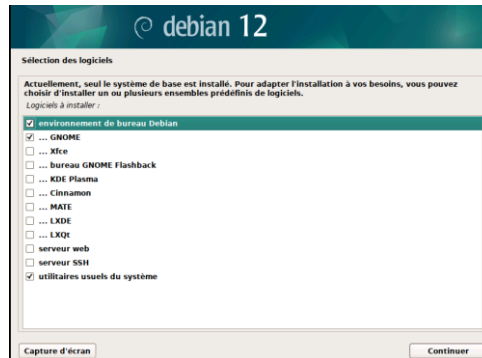 debian 12
Sélection des logiciels
Actuellement, seul le système de base est installé. Pour adapter l'installation à vos besoins, vous pouvez
choisir d'installer un ou plusieurs ensembles prédéfinis de logiciels.
Logiciels à installer :
environnement de bureau Debian
... GNOME
... Xfce
... bureau GNOME Flashback
... KDE Plasma
... Cinnamon
... MATE
... LXDE
... LXQt
serveur web
serveur SSH
utilitaires usuels du système
Capture d'écran
Continuer